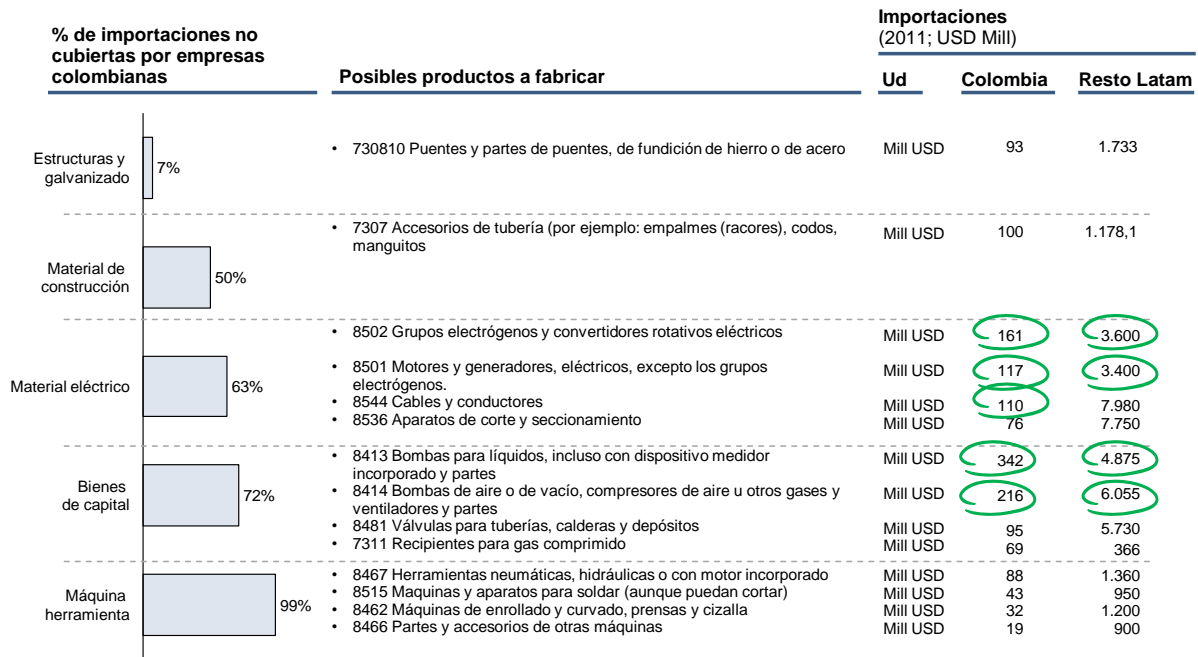 Importaciones
(2011; USD Mill)
% de importaciones no
cubiertas por empresas
colombianas
Posibles productos a fabricar
Ud Colombia Resto Latam
Estructuras y
galvanizado
7%
• 730810 Puentes y partes de puentes, de fundición de hierro o de acero Mill USD 93 1.733
Material de
construcción
50%
• 7307 Accesorios de tubería (por ejemplo: empalmes (racores), codos,
manguitos
Mill USD 100 1.178,1
Material eléctrico
63%
• 8502 Grupos electrógenos y convertidores rotativos eléctricos Mill USD 161 3.600
• 8501 Motores y generadores, eléctricos, excepto los grupos
electrógenos.
Mill USD 117 3.400
• 8544 Cables y conductores Mill USD 110 7.980
• 8536 Aparatos de corte y seccionamiento Mill USD 76 7.750
Bienes
de capital
72%
• 8413 Bombas para líquidos, incluso con dispositivo medidor
incorporado y partes
Mill USD 342 4.875
• 8414 Bombas de aire o de vacío, compresores de aire u otros gases y
ventiladores y partes
Mill USD 216 6.055
• 8481 Válvulas para tuberías, calderas y depósitos Mill USD 95 5.730
• 7311 Recipientes para gas comprimido Mill USD 69 366
Máquina
herramienta
99%
• 8467 Herramientas neumáticas, hidráulicas o con motor incorporado Mill USD 88 1.360
• 8515 Maquinas y aparatos para soldar (aunque puedan cortar) Mill USD 43 950
• 8462 Máquinas de enrollado y curvado, prensas y cizalla Mill USD 32 1.200
• 8466 Partes y accesorios de otras máquinas Mill USD 19 900